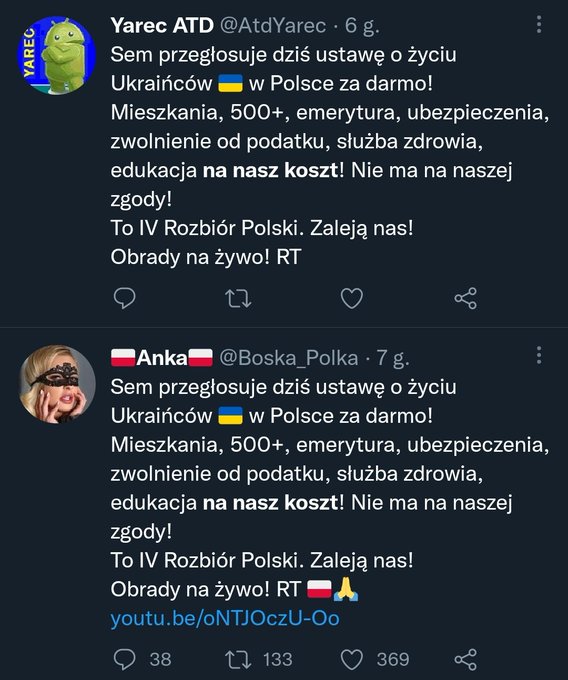 YAREC
Yarec ATD @AtdYarec · 6 g.
Sem przegłosuje dziś ustawę o życiu
Ukraińców 🇺🇦 w Polsce za darmo!
Mieszkania, 500+, emerytura, ubezpieczenia,
zwolnienie od podatku, służba zdrowia,
edukacja na nasz koszt! Nie ma na naszej
zgody!
To IV Rozbiór Polski. Zaleją nas!
Obrady na żywo! RT
🇵🇱Anka🇵🇱 @Boska_Polka · 7 g.
Sem przegłosuje dziś ustawę o życiu
Ukraińców 🇺🇦 w Polsce za darmo!
Mieszkania, 500+, emerytura, ubezpieczenia,
zwolnienie od podatku, służba zdrowia,
edukacja na nasz koszt! Nie ma na naszej
zgody!
To IV Rozbiór Polski. Zaleją nas!
Obrady na żywo! RT 🇵🇱🙏
youtu.be/oNTJOczU-Oo
38 133 369